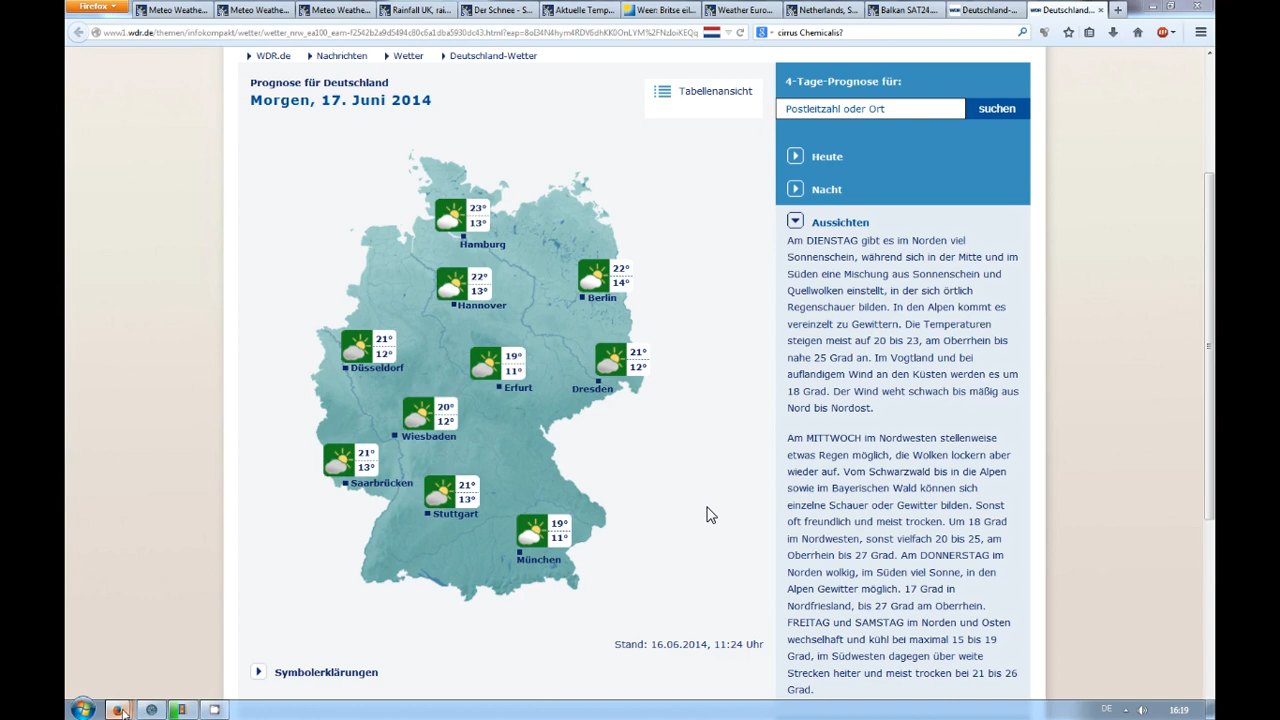 Firefox
Meteo Weathe...
Meteo Weathe...
Meteo Weathe...
Rainfall UK, rai...
Der Schnee - S...
Aktuelle Temp...
Weer: Britse eil...
Weather Euro...
Netherlands, S...
Balkan SAT24....
Deutschland-...
Deutschland...
cirrus Chemicalis?
WDR.de
Nachrichten
Wetter
Deutschland-Wetter
Prognose für Deutschland
Morgen, 17. Juni 2014
Tabellenansicht
23°
13°
Hamburg
22°
13°
Hannover
22°
14°
Berlin
21°
12°
Düsseldorf
19°
11°
Erfurt
21°
12°
Dresden
20°
12°
Wiesbaden
21°
13°
Saarbrücken
21°
13°
Stuttgart
19°
11°
München
Stand: 16.06.2014, 11:24 Uhr
Symbolerklärungen
4-Tage-Prognose für:
Postleitzahl oder Ort
suchen
Heute
Nacht
Aussichten
Am DIENSTAG gibt es im Norden viel
Sonnenschein, während sich in der Mitte und im
Süden eine Mischung aus Sonnenschein und
Quellwolken einstellt, in der sich örtlich
Regenschauer bilden. In den Alpen kommt es
vereinzelt zu Gewittern. Die Temperaturen
steigen meist auf 20 bis 23, am Oberrhein bis
nahe 25 Grad an. Im Vogtland und bei
auflandigem Wind an den Küsten werden es um
18 Grad. Der Wind weht schwach bis mäßig aus
Nord bis Nordost.
Am MITTWOCH im Nordwesten stellenweise
etwas Regen möglich, die Wolken lockern aber
wieder auf. Vom Schwarzwald bis in die Alpen
sowie im Bayerischen Wald können sich
einzelne Schauer oder Gewitter bilden. Sonst
oft freundlich und meist trocken. Um 18 Grad
im Nordwesten, sonst vielfach 20 bis 25, am
Oberrhein bis 27 Grad. Am DONNERSTAG im
Norden wolkig, im Süden viel Sonne, in den
Alpen Gewitter möglich. 17 Grad in
Nordfriesland, bis 27 Grad am Oberrhein.
FREITAG und SAMSTAG im Norden und Osten
wechselhaft und kühl bei maximal 15 bis 19
Grad, im Südwesten dagegen über weite
Strecken heiter und meist trocken bei 21 bis 26
Grad.
DE
16:19